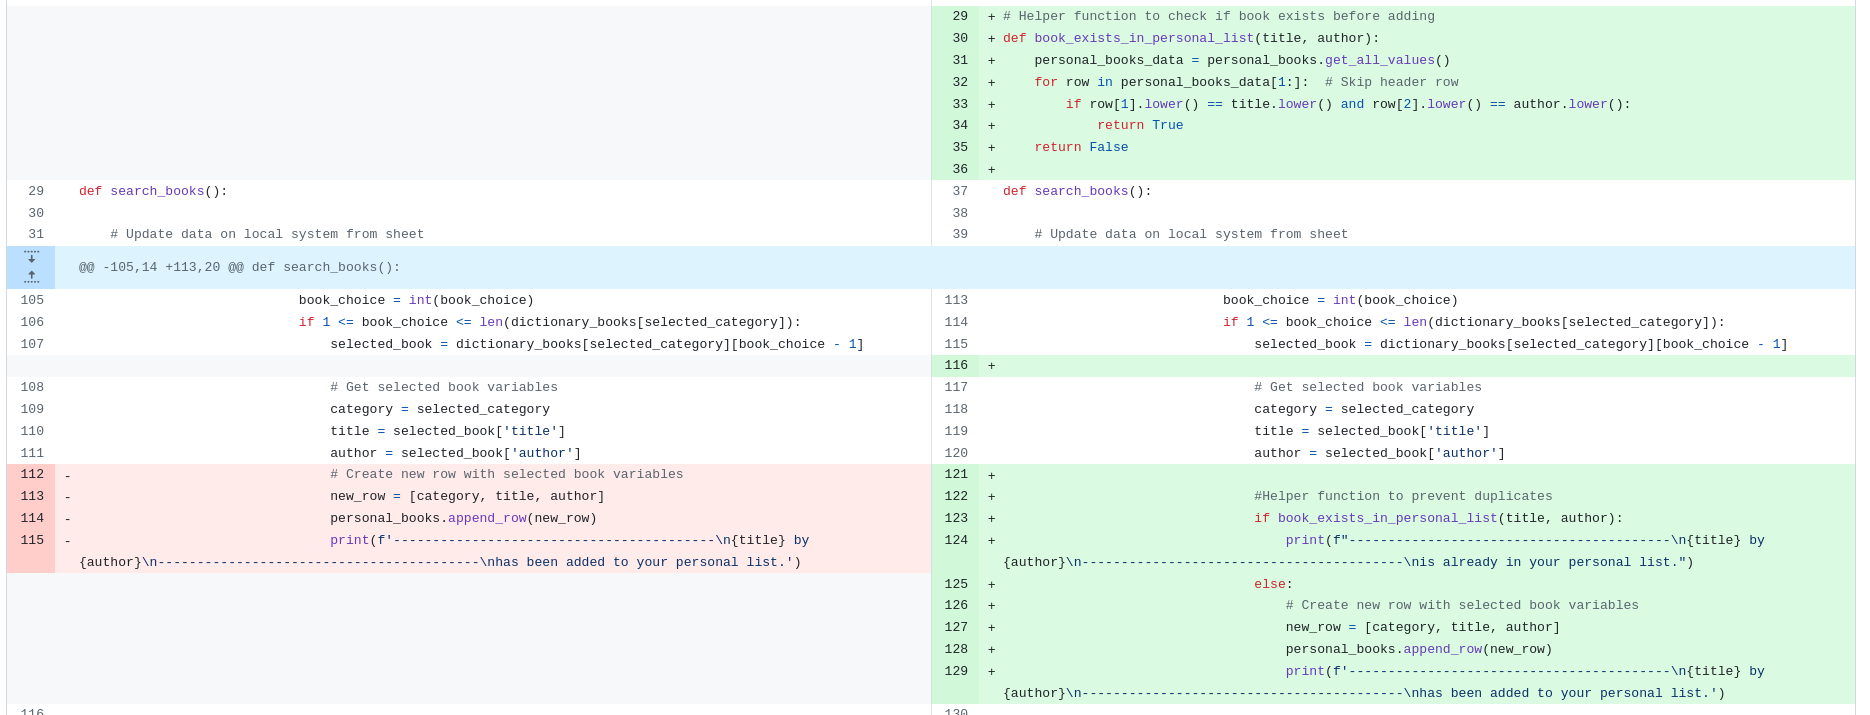 29 + # Helper function to check if book exists before adding
30 + def book_exists_in_personal_list(title, author):
31 + personal_books_data = personal_books.get_all_values()
32 + for row in personal_books_data[1:]: # Skip header row
33 + if row[1].lower() == title.lower() and row[2].lower() == author.lower():
34 + return True
35 + return False
36 +
29 def search_books(): 37 def search_books():
30 38
31 # Update data on local system from sheet 39 # Update data on local system from sheet
@@ -105,14 +113,20 @@ def search_books():
105 book_choice = int(book_choice) 113 book_choice = int(book_choice)
106 if 1 <= book_choice <= len(dictionary_books[selected_category]): 114 if 1 <= book_choice <= len(dictionary_books[selected_category]):
107 selected_book = dictionary_books[selected_category][book_choice - 1] 115 selected_book = dictionary_books[selected_category][book_choice - 1]
116 +
108 # Get selected book variables 117 # Get selected book variables
109 category = selected_category 118 category = selected_category
110 title = selected_book['title'] 119 title = selected_book['title']
111 author = selected_book['author'] 120 author = selected_book['author']
112 - # Create new row with selected book variables 121 +
113 - new_row = [category, title, author] 122 + #Helper function to prevent duplicates
114 - personal_books.append_row(new_row) 123 + if book_exists_in_personal_list(title, author):
115 - print(f'-----------------------------------------\n{title} by 124 + print(f"-----------------------------------------\n{title} by
{author}\n-----------------------------------------\nhas been added to your personal list.') {author}\n-----------------------------------------\nis already in your personal list.")
125 + else:
126 + # Create new row with selected book variables
127 + new_row = [category, title, author]
128 + personal_books.append_row(new_row)
129 + print(f'-----------------------------------------\n{title} by
{author}\n-----------------------------------------\nhas been added to your personal list.')
116 130